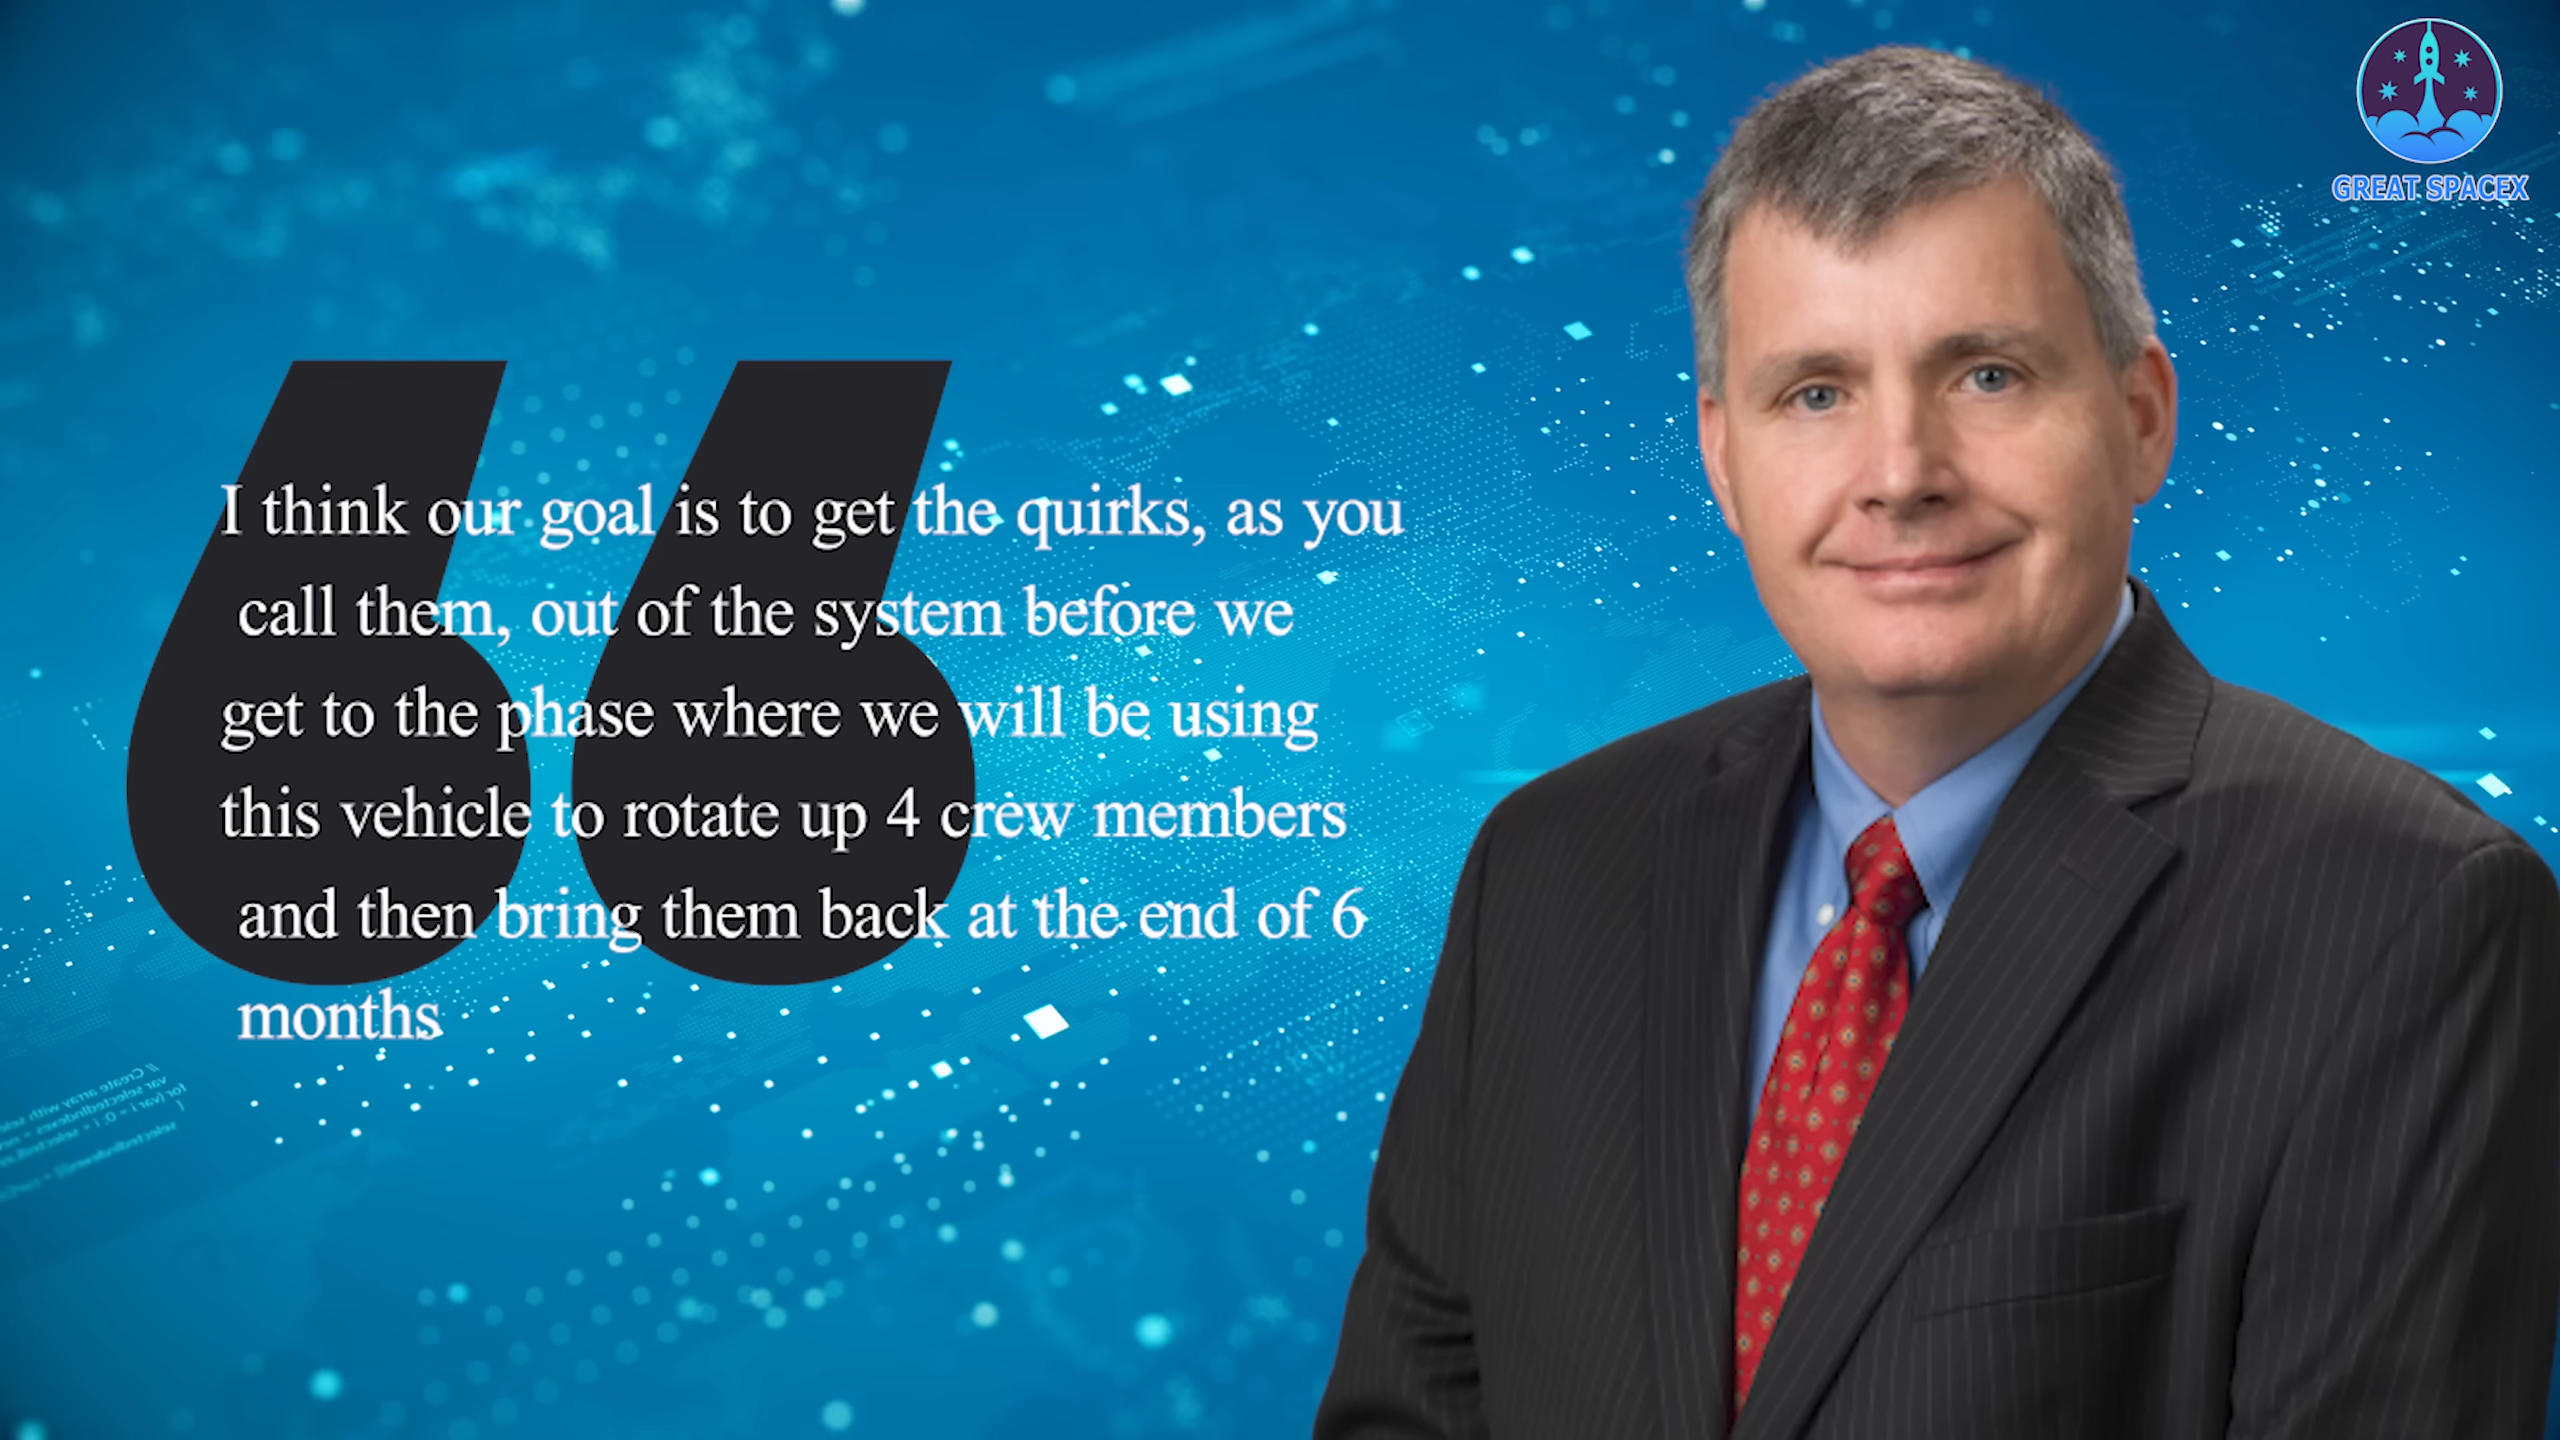 GREAT SPACEX
I think our goal is to get the quirks, as you
call them, out of the system before we
get to the phase where we will be using
this vehicle to rotate up 4 crew members
and then bring them back at the end of 6
months